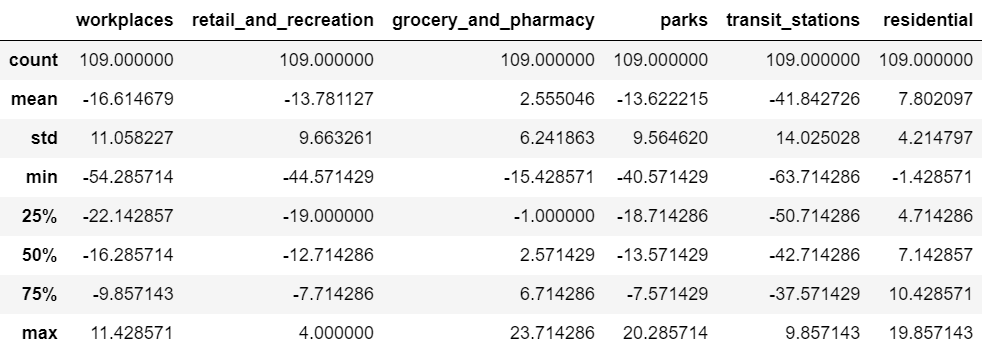 workplaces retail_and_recreation grocery_and_pharmacy parks transit_stations residential
count 109.000000 109.000000 109.000000 109.000000 109.000000 109.000000
mean -16.614679 -13.781127 2.555046 -13.622215 -41.842726 7.802097
std 11.058227 9.663261 6.241863 9.564620 14.025028 4.214797
min -54.285714 -44.571429 -15.428571 -40.571429 -63.714286 -1.428571
25% -22.142857 -19.000000 -1.000000 -18.714286 -50.714286 4.714286
50% -16.285714 -12.714286 2.571429 -13.571429 -42.714286 7.142857
75% -9.857143 -7.714286 6.714286 -7.571429 -37.571429 10.428571
max 11.428571 4.000000 23.714286 20.285714 9.857143 19.857143